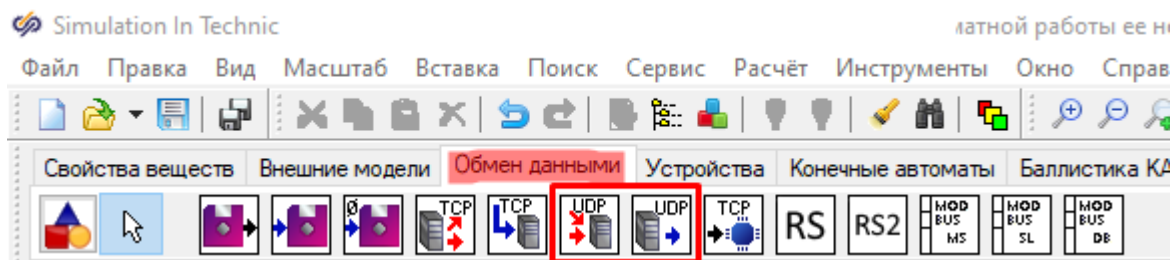 Simulation In Technic
атной работы ее не
Файл Правка Вид Масштаб Вставка Поиск Сервис Расчёт Инструменты Окно Справ
Свойства веществ Внешние модели Обмен данными Устройства Конечные автоматы Баллистика КА
TCP TCP UDP UDP TCP RS RS2 MOD BUS MS MOD BUS SL MOD BUS DB